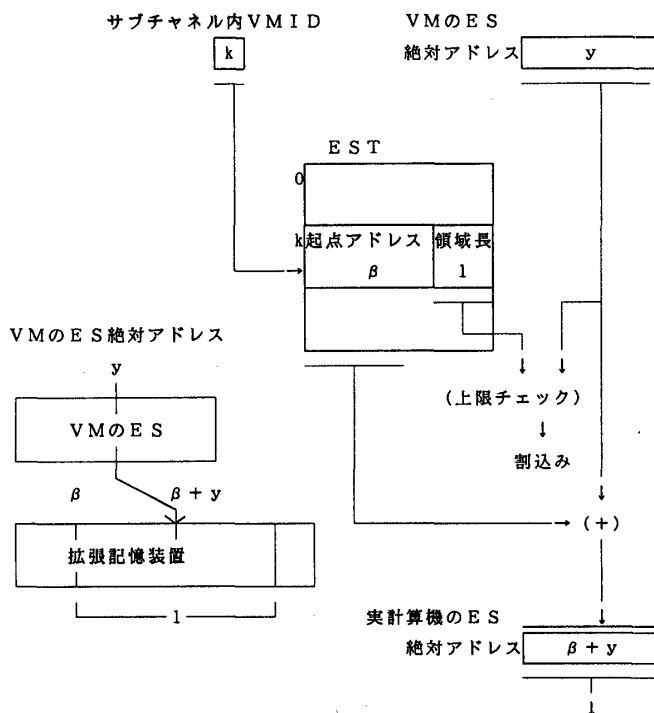 サブチャネル内VMID
k
VMのES
絶対アドレス
y
EST
0
k
起点アドレス
領域長
β
l
VMのES絶対アドレス
y
VMのES
β
β+y
拡張記憶装置
l
(上限チェック)
割込み
(+)
実計算機のES
絶対アドレス
β+y